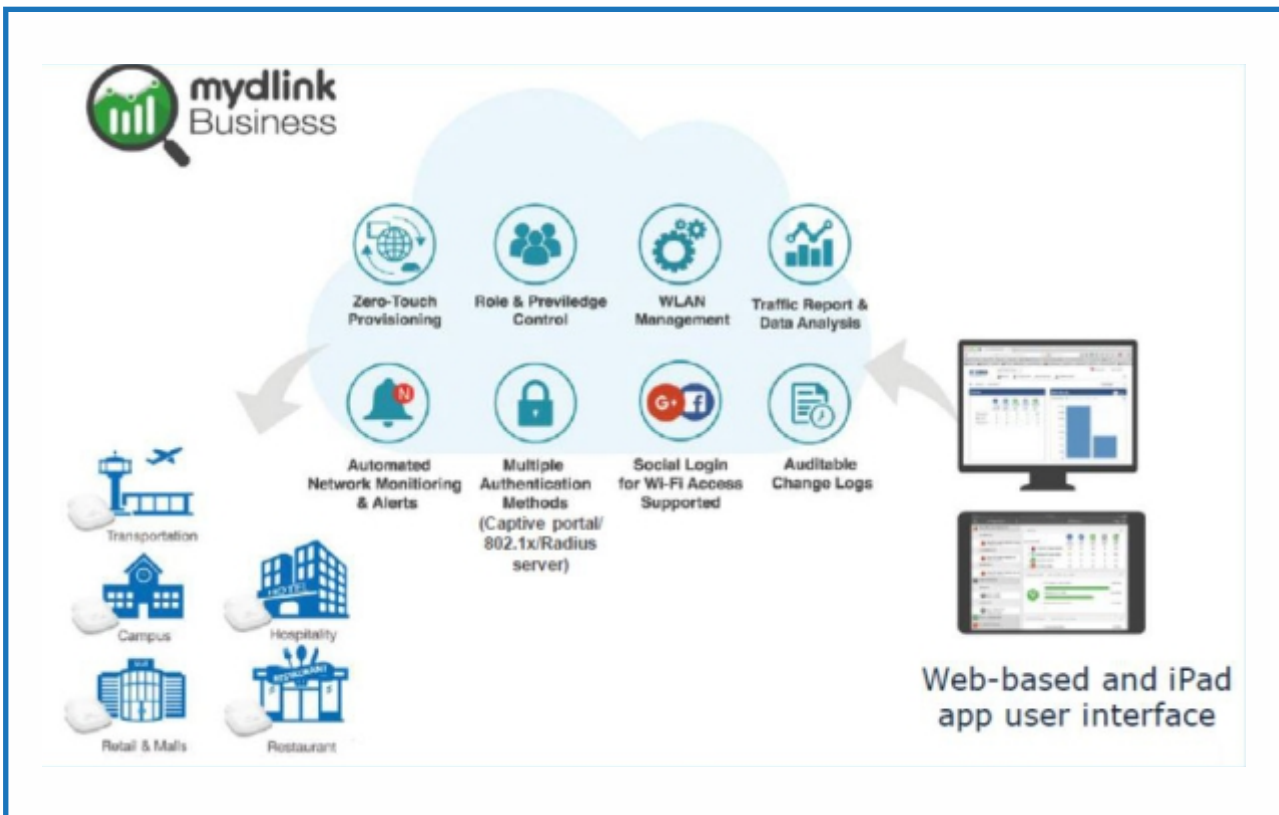 mydlink
Business
Zero-Touch
Provisioning
Role & Previledge
Control
WLAN
Management
Traffic Report &
Data Analysis
N
G+ f
Automated
Network Monitoring
& Alerts
Multiple
Authentication
Methods
(Captive portal/
802.1x/Radius
server)
Social Login
for Wi-Fi Access
Supported
Auditable
Change Logs
Transportation
Campus
HOTEL
Hospitality
Retail & Malls
RESTAURANT
Restaurant
Web-based and iPad
app user interface